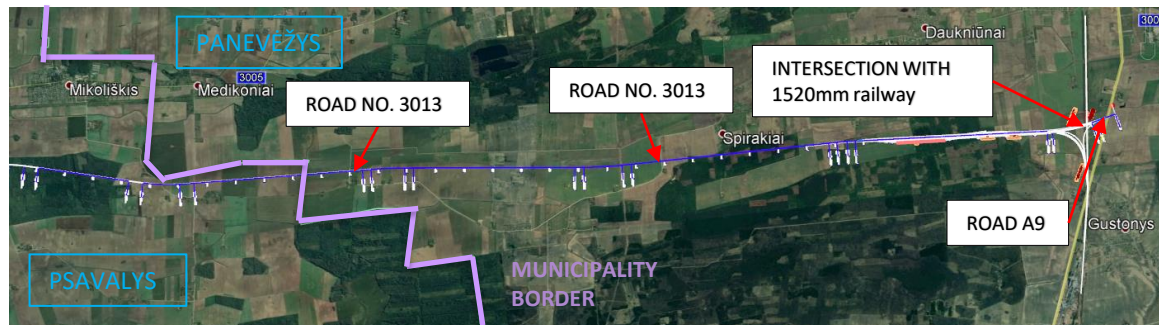 PANEVĖŽYS
Daukniūnai
300
INTERSECTION WITH
1520mm railway
3005
Mikoliškis
Medikoniai
ROAD NO. 3013
ROAD NO. 3013
Spirakiai
ROAD A9
Gustonys
PSAVALYS
MUNICIPALITY
BORDER